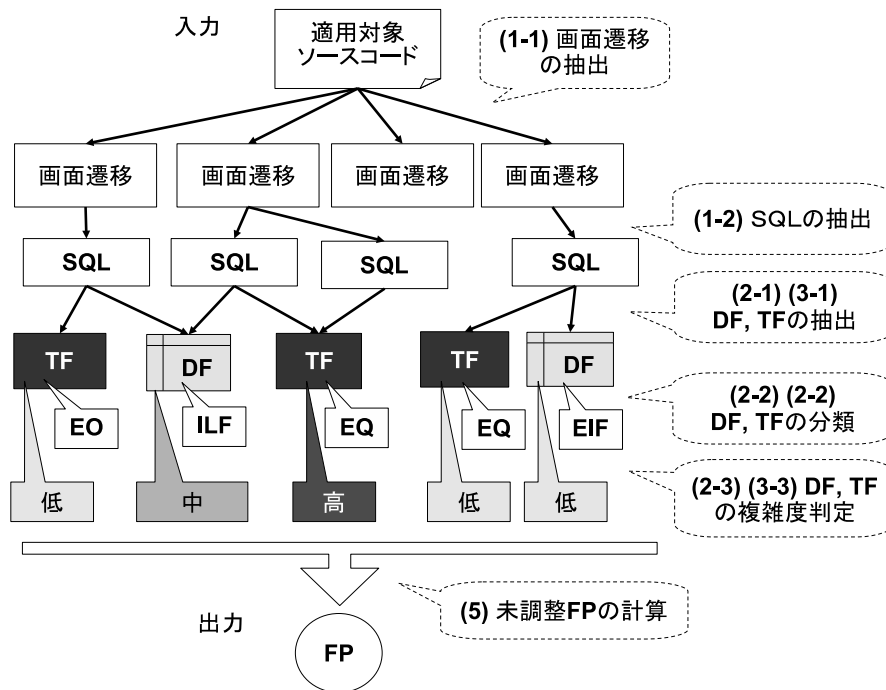 入力
適用対象
ソースコード
(1-1) 画面遷移
の抽出
画面遷移
画面遷移
画面遷移
画面遷移
(1-2) SQLの抽出
SQL
SQL
SQL
SQL
(2-1) (3-1)
DF, TFの抽出
TF
DF
TF
TF
DF
(2-2) (2-2)
DF, TFの分類
EO
ILF
EQ
EQ
EIF
(2-3) (3-3) DF, TF
の複雑度判定
低
中
高
低
低
(5) 未調整FPの計算
出力
FP